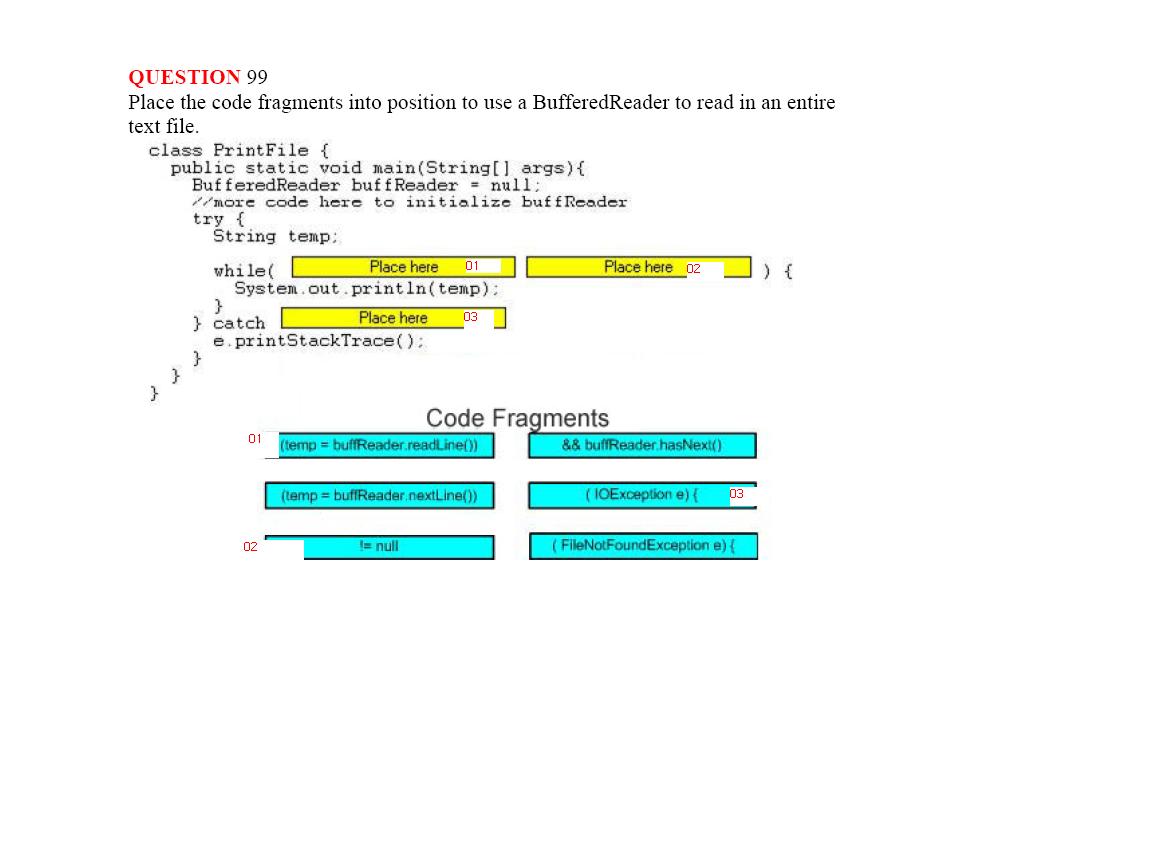 QUESTION 99
Place the code fragments into position to use a BufferedReader to read in an entire
text file.
class PrintFile {
public static void main(String[] args){
BufferedReader buffReader = null;
//more code here to initialize buffReader
try {
String temp;
while( Place here 01 Place here 02 ) {
System.out.println(temp);
}
} catch Place here 03
e.printStackTrace();
}
}
}
Code Fragments
01 (temp = buffReader.readLine()) && buffReader.hasNext()
(temp = buffReader.nextLine()) ( IOException e) { 03
02 != null ( FileNotFoundException e) {